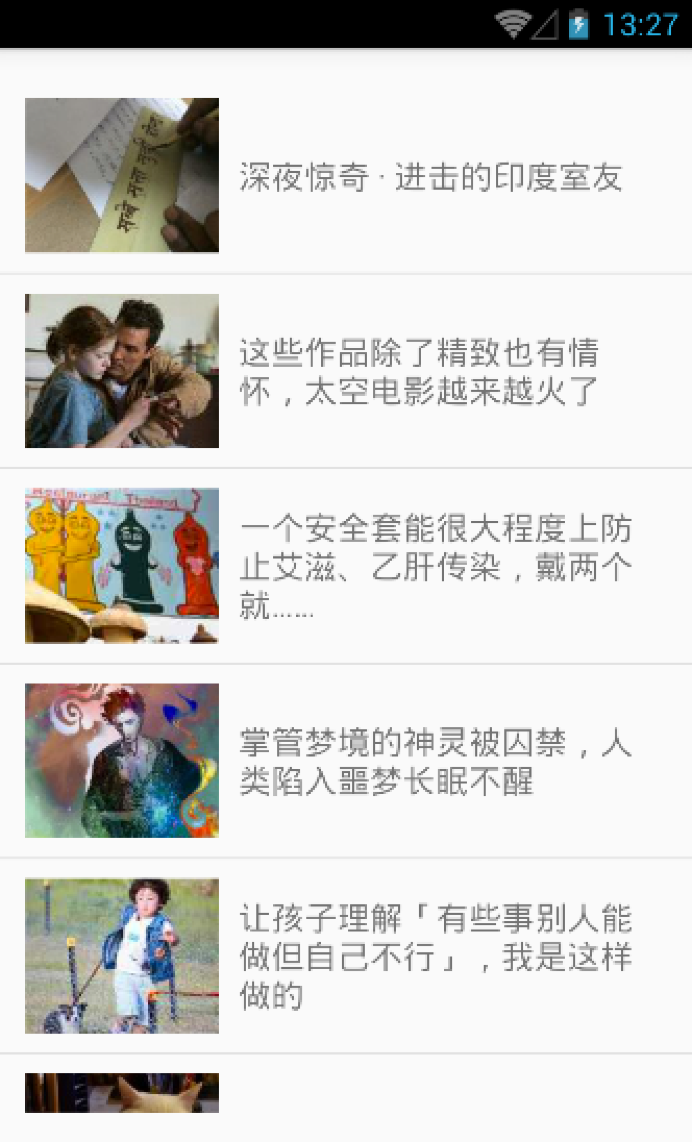 13:27
深夜惊奇 · 进击的印度室友
这些作品除了精致也有情
怀，太空电影越来越火了
Restaurant Thailand
一个安全套能很大程度上防
止艾滋、乙肝传染，戴两个
就……
掌管梦境的神灵被囚禁，人
类陷入噩梦长眠不醒
让孩子理解「有些事别人能
做但自己不行」，我是这样
做的